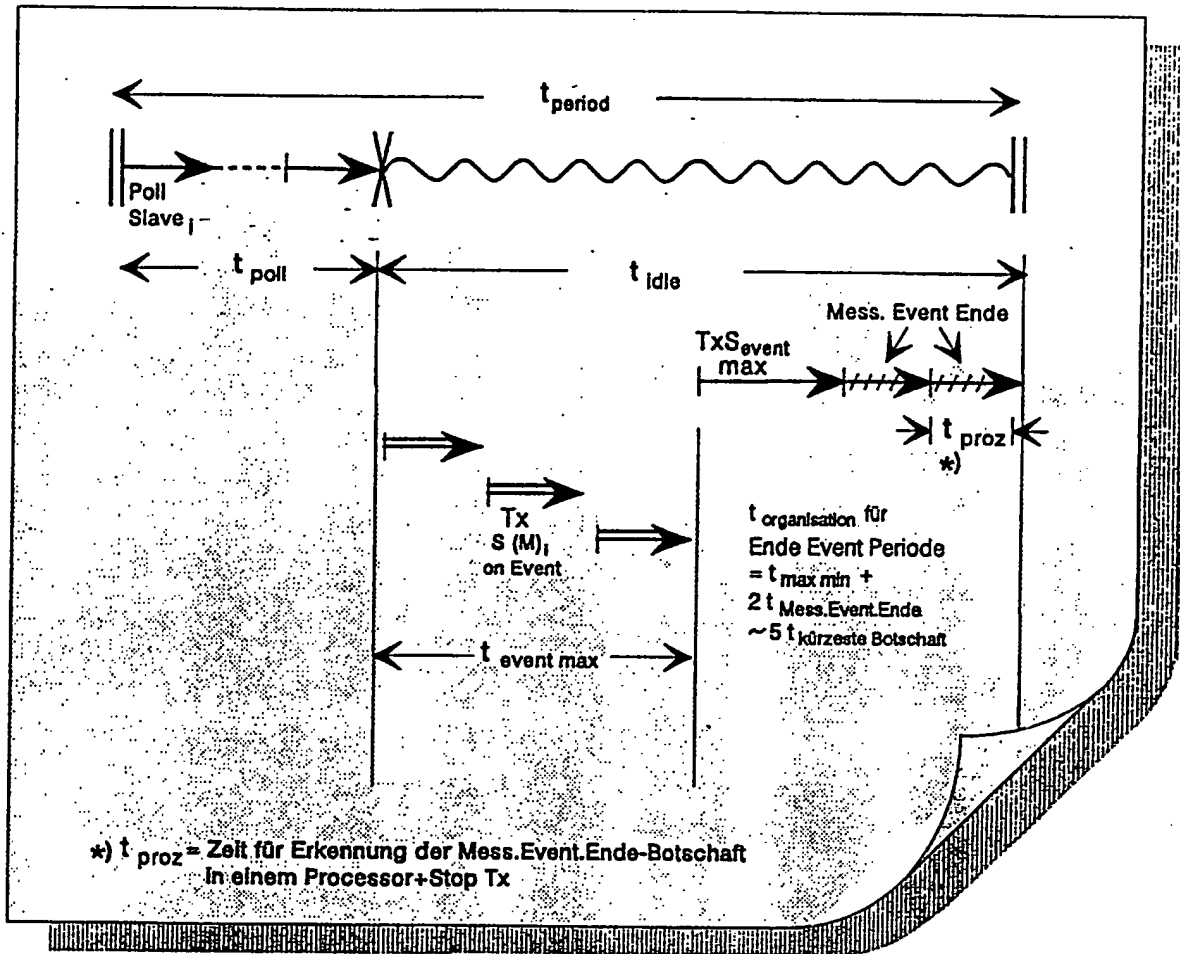 t period
Poll
Slave i
t poll
t idle
Mess. Event Ende
TxS event
max
t proz
*)
Tx
S (M) i
on Event
t organisation für
Ende Event Periode
= t max min +
2 t Mess.Event.Ende
~5 t kürzeste Botschaft
t event max
*) t proz = Zeit für Erkennung der Mess.Event.Ende-Botschaft
in einem Processor+Stop Tx